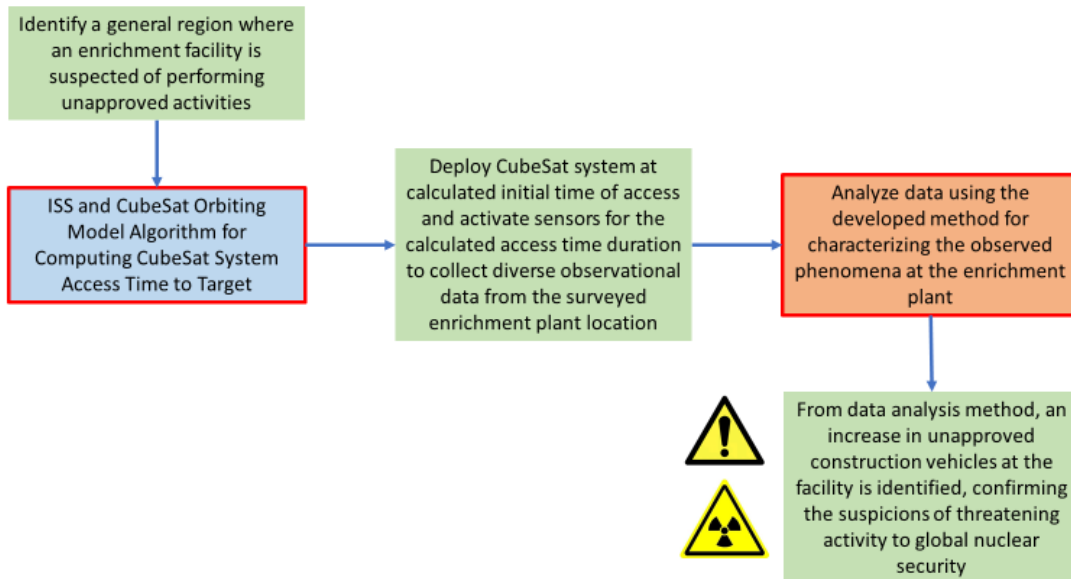 Identify a general region where
an enrichment facility is
suspected of performing
unapproved activities
ISS and CubeSat Orbiting
Model Algorithm for
Computing CubeSat System
Access Time to Target
Deploy CubeSat system at
calculated initial time of access
and activate sensors for the
calculated access time duration
to collect diverse observational
data from the surveyed
enrichment plant location
Analyze data using the
developed method for
characterizing the observed
phenomena at the enrichment
plant
From data analysis method, an
increase in unapproved
construction vehicles at the
facility is identified, confirming
the suspicions of threatening
activity to global nuclear
security